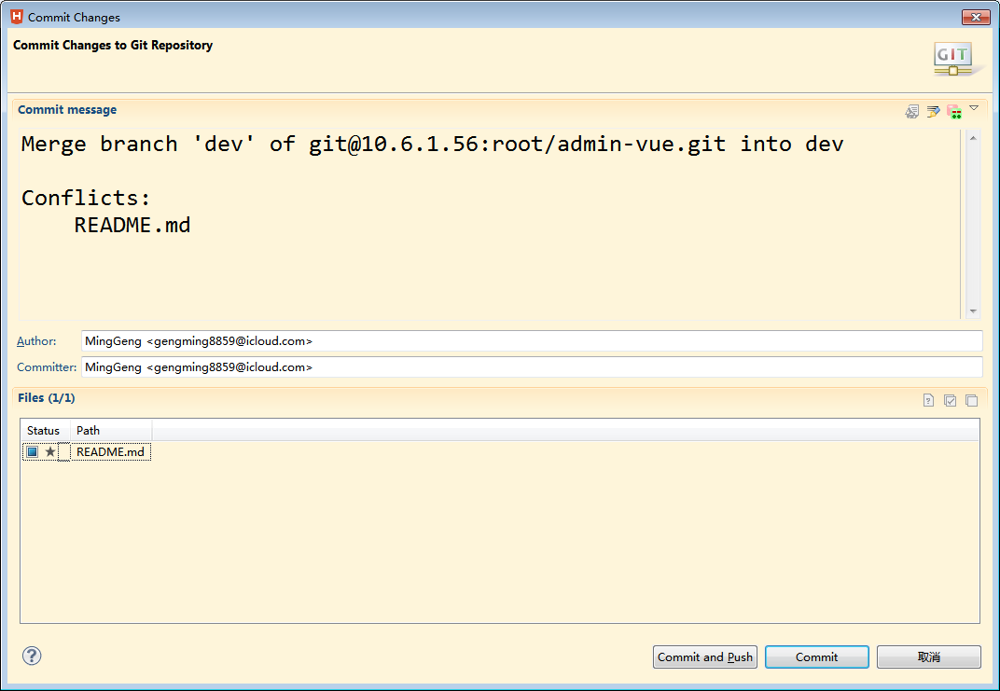 Commit Changes
Commit Changes to Git Repository
GIT
Commit message
Merge branch 'dev' of git@10.6.1.56:root/admin-vue.git into dev
Conflicts:
README.md
Author: MingGeng <gengming8859@icloud.com>
Committer: MingGeng <gengming8859@icloud.com>
Files (1/1)
Status Path
README.md
Commit and Push Commit 取消